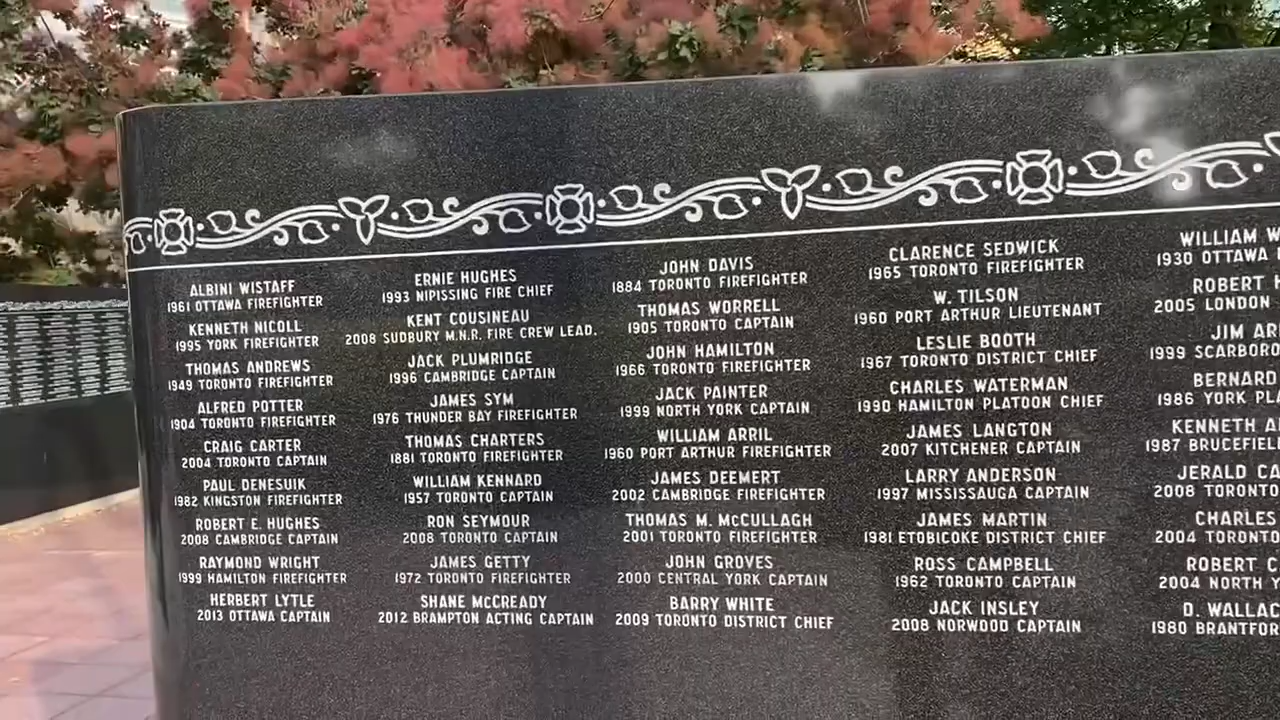 ALBINI WISTAFF
1961 OTTAWA FIREFIGHTER
KENNETH NICOLL
1995 YORK FIREFIGHTER
THOMAS ANDREWS
1949 TORONTO FIREFIGHTER
ALFRED POTTER
1904 TORONTO FIREFIGHTER
CRAIG CARTER
2004 TORONTO CAPTAIN
PAUL DENESUIK
1982 KINGSTON FIREFIGHTER
ROBERT E. HUGHES
2008 CAMBRIDGE CAPTAIN
RAYMOND WRIGHT
1999 HAMILTON FIREFIGHTER
HERBERT LYTLE
2013 OTTAWA CAPTAIN
ERNIE HUGHES
1993 NIPISSING FIRE CHIEF
KENT COUSINEAU
2008 SUDBURY M.N.R. FIRE CREW LEAD.
JACK PLUMRIDGE
1996 CAMBRIDGE CAPTAIN
JAMES SYM
1976 THUNDER BAY FIREFIGHTER
THOMAS CHARTERS
1881 TORONTO FIREFIGHTER
WILLIAM KENNARD
1957 TORONTO CAPTAIN
RON SEYMOUR
2008 TORONTO CAPTAIN
JAMES GETTY
1972 TORONTO FIREFIGHTER
SHANE McCREADY
2012 BRAMPTON ACTING CAPTAIN
JOHN DAVIS
1884 TORONTO FIREFIGHTER
THOMAS WORRELL
1905 TORONTO CAPTAIN
JOHN HAMILTON
1966 TORONTO FIREFIGHTER
JACK PAINTER
1999 NORTH YORK CAPTAIN
WILLIAM ARRIL
1960 PORT ARTHUR FIREFIGHTER
JAMES DEEMERT
2002 CAMBRIDGE FIREFIGHTER
THOMAS M. McCULLAGH
2001 TORONTO FIREFIGHTER
JOHN GROVES
2000 CENTRAL YORK CAPTAIN
BARRY WHITE
2009 TORONTO DISTRICT CHIEF
CLARENCE SEDWICK
1965 TORONTO FIREFIGHTER
W. TILSON
1960 PORT ARTHUR LIEUTENANT
LESLIE BOOTH
1967 TORONTO DISTRICT CHIEF
CHARLES WATERMAN
1990 HAMILTON PLATOON CHIEF
JAMES LANGTON
2007 KITCHENER CAPTAIN
LARRY ANDERSON
1997 MISSISSAUGA CAPTAIN
JAMES MARTIN
1981 ETOBICOKE DISTRICT CHIEF
ROSS CAMPBELL
1962 TORONTO CAPTAIN
JACK INSLEY
2008 NORWOOD CAPTAIN
WILLIAM W
1930 OTTAWA
ROBERT
2005 LONDON
JIM AR
1999 SCARBORO
BERNARD
1986 YORK PLA
KENNETH A
1987 BRUCEFIEL
JERALD CA
2008 TORONTO
CHARLES
2004 TORONTO
ROBERT C
2004 NORTH Y
D. WALLAC
1980 BRANTFOR